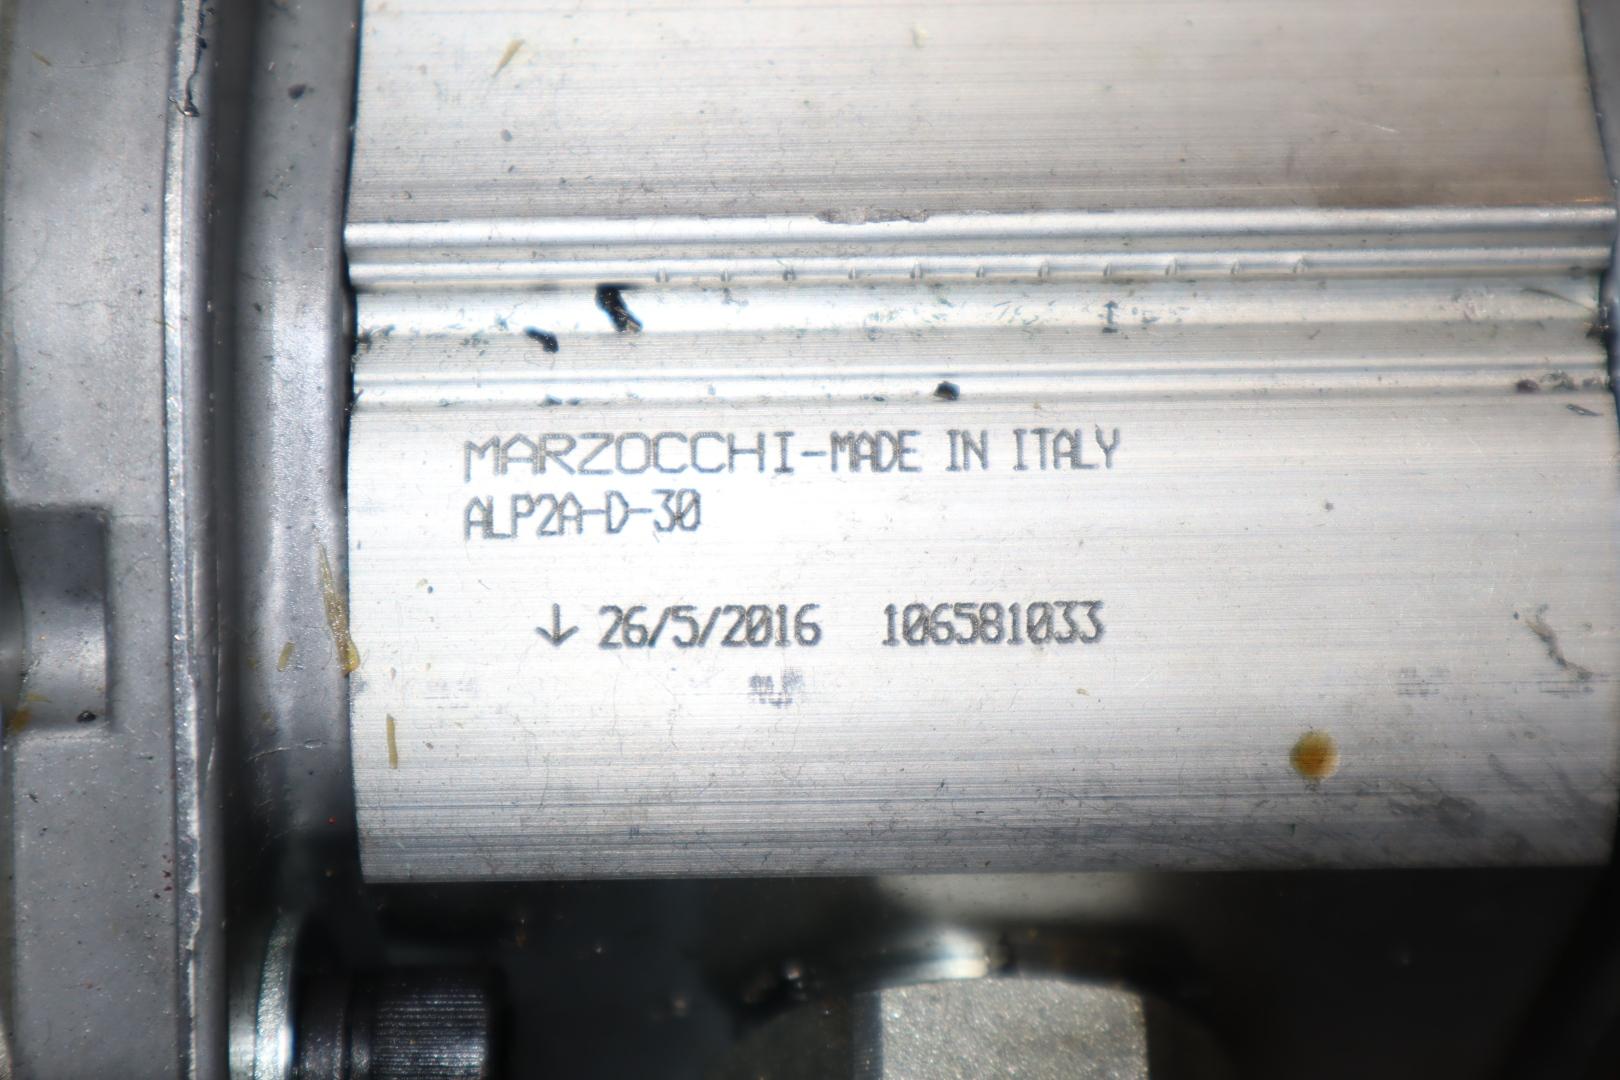 MARZOCCHI-MADE IN ITALY
ALP2A-D-30
↓ 26/5/2016 106581033